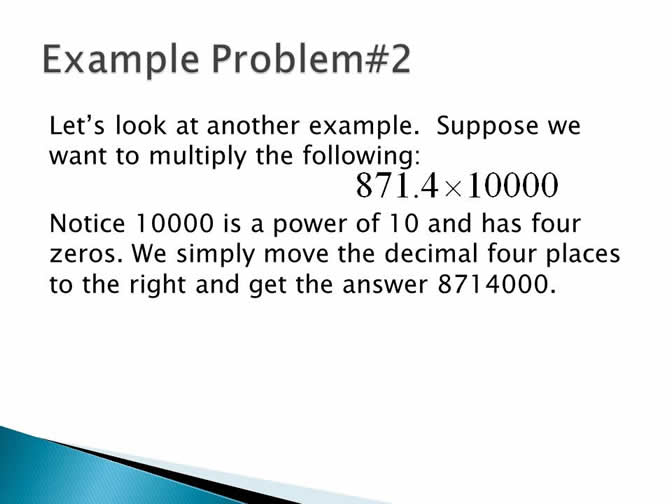 Example Problem#2
Let's look at another example.  Suppose we
want to multiply the following:
871.4×10000
Notice 10000 is a power of 10 and has four
zeros. We simply move the decimal four places
to the right and get the answer 8714000.